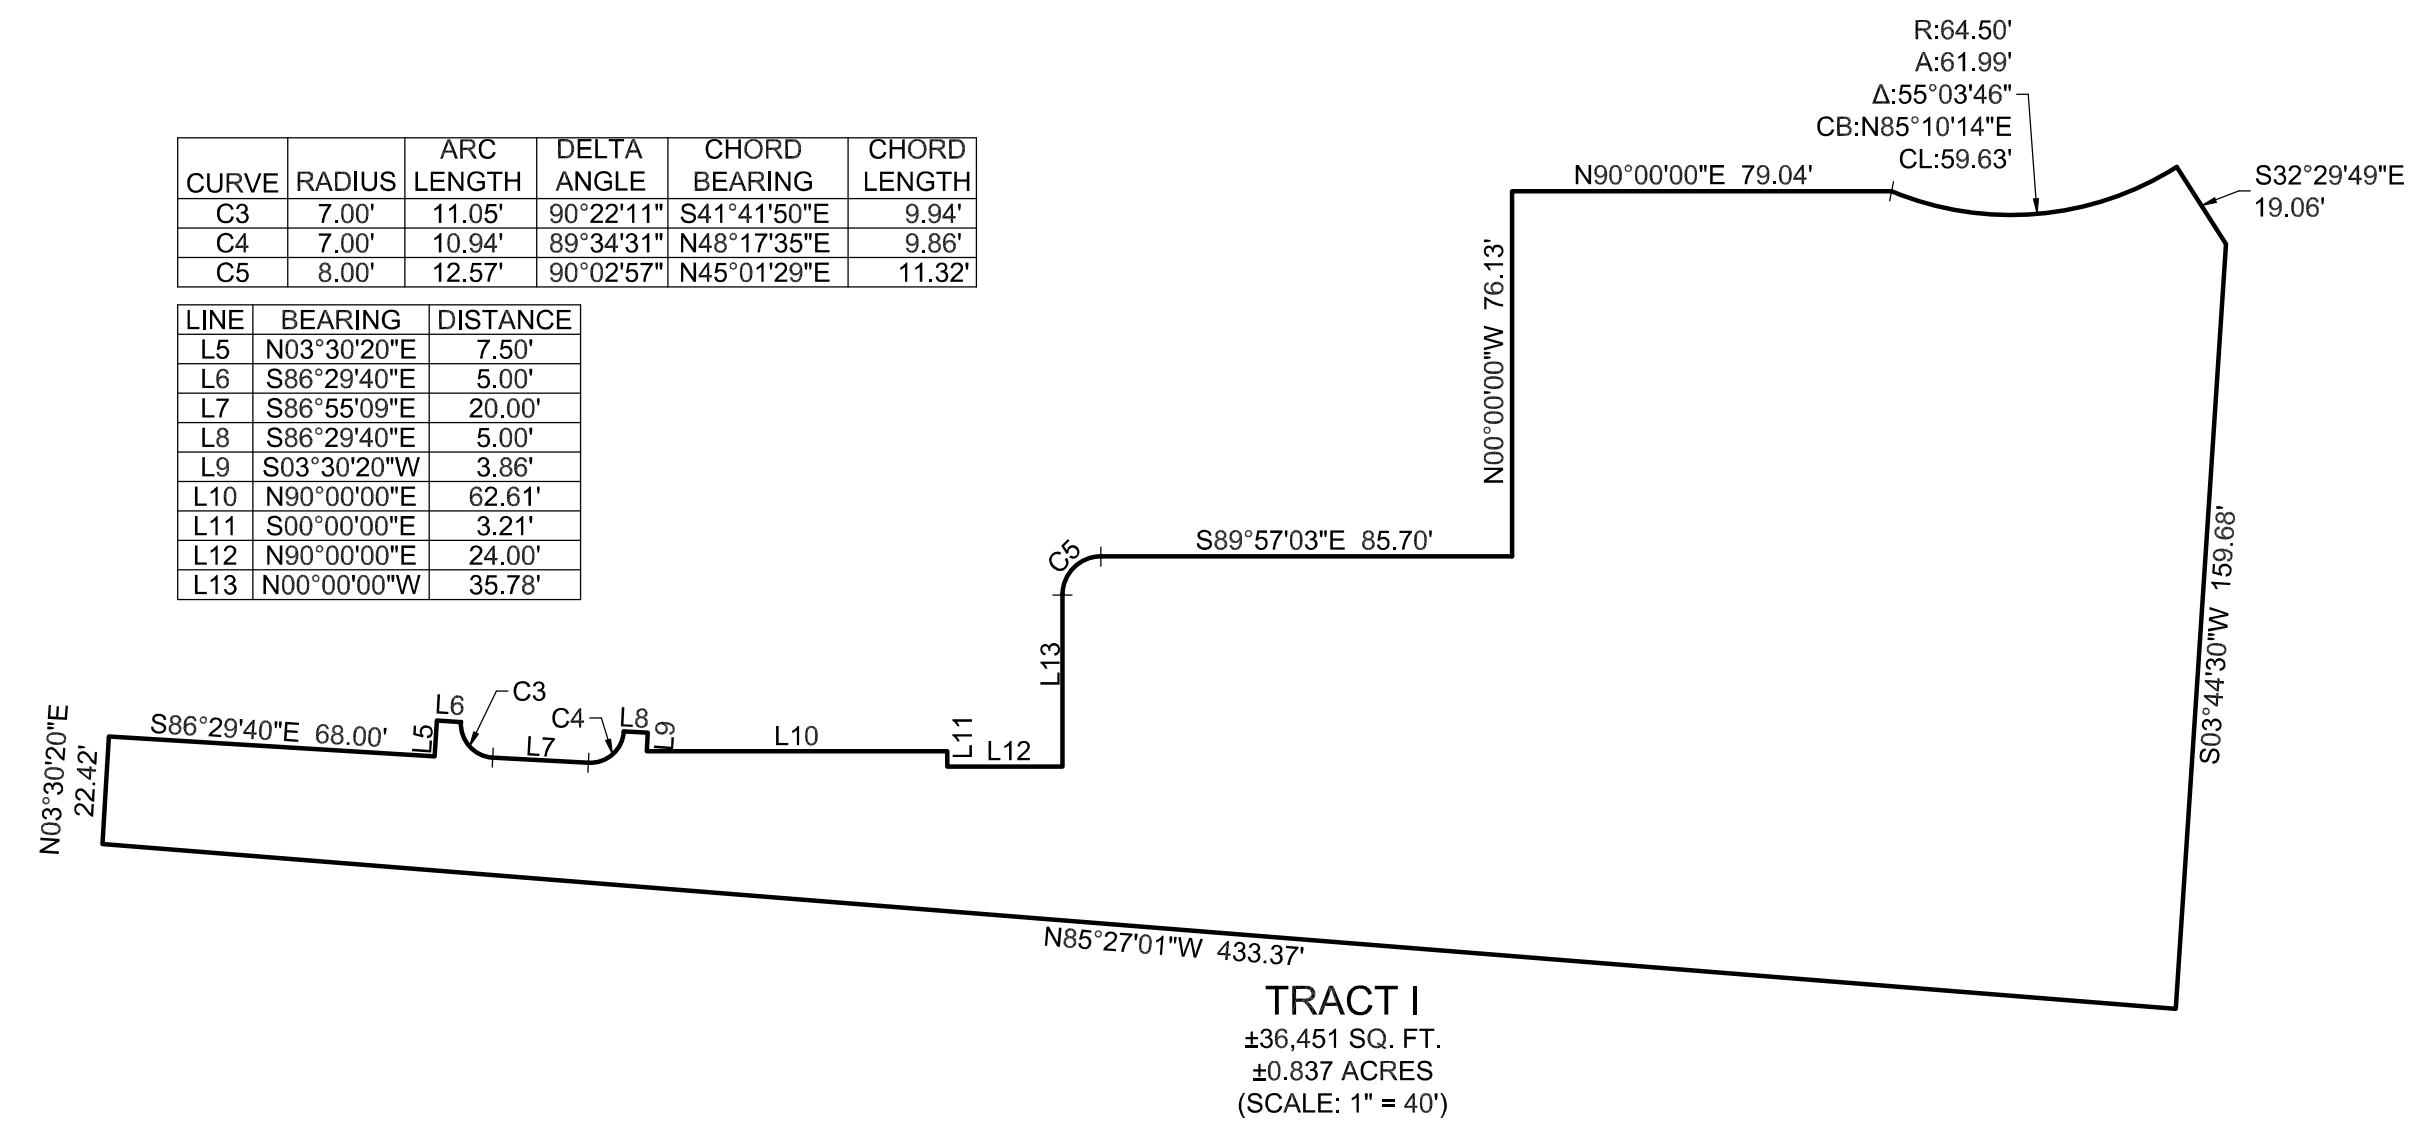 R:64.50'
A:61.99'
Δ:55°03'46"
CB:N85°10'14"E
CL:59.63'
CURVE RADIUS ARC LENGTH DELTA ANGLE CHORD BEARING CHORD LENGTH
C3 7.00' 11.05' 90°22'11" S41°41'50"E 9.94'
C4 7.00' 10.94' 89°34'31" N48°17'35"E 9.86'
C5 8.00' 12.57' 90°02'57" N45°01'29"E 11.32'
N90°00'00"E 79.04'
S32°29'49"E
19.06'
LINE BEARING DISTANCE
L5 N03°30'20"E 7.50'
L6 S86°29'40"E 5.00'
L7 S86°55'09"E 20.00'
L8 S86°29'40"E 5.00'
L9 S03°30'20"W 3.86'
L10 N90°00'00"E 62.61'
L11 S00°00'00"E 3.21'
L12 N90°00'00"E 24.00'
L13 N00°00'00"W 35.78'
N00°00'00"W 76.13'
S89°57'03"E 85.70'
C5
S03°44'30"W 159.68'
L13
N03°30'20"E
22.42'
S86°29'40"E 68.00'
L5
L6
C3
L7
C4
L8
L9
L10
L11
L12
N85°27'01"W 433.37'
TRACT I
±36,451 SQ. FT.
±0.837 ACRES
(SCALE: 1" = 40')